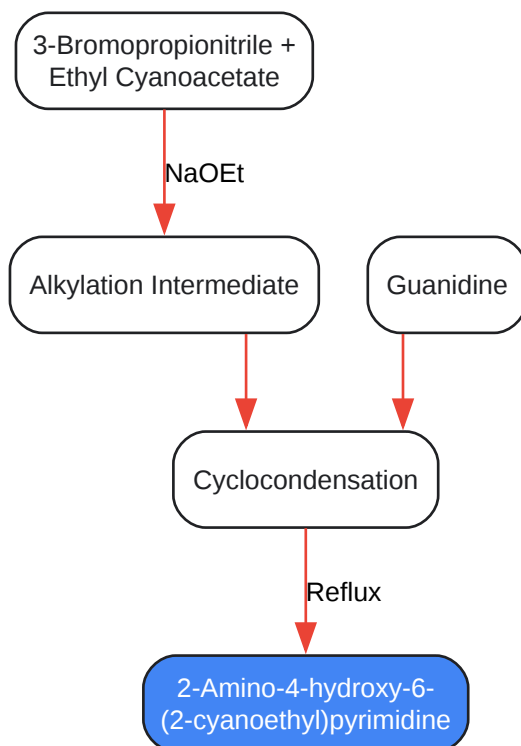 3-Bromopropionitrile +
Ethyl Cyanoacetate
NaOEt
Alkylation Intermediate
Guanidine
Cyclocondensation
Reflux
2-Amino-4-hydroxy-6-
(2-cyanoethyl)pyrimidine